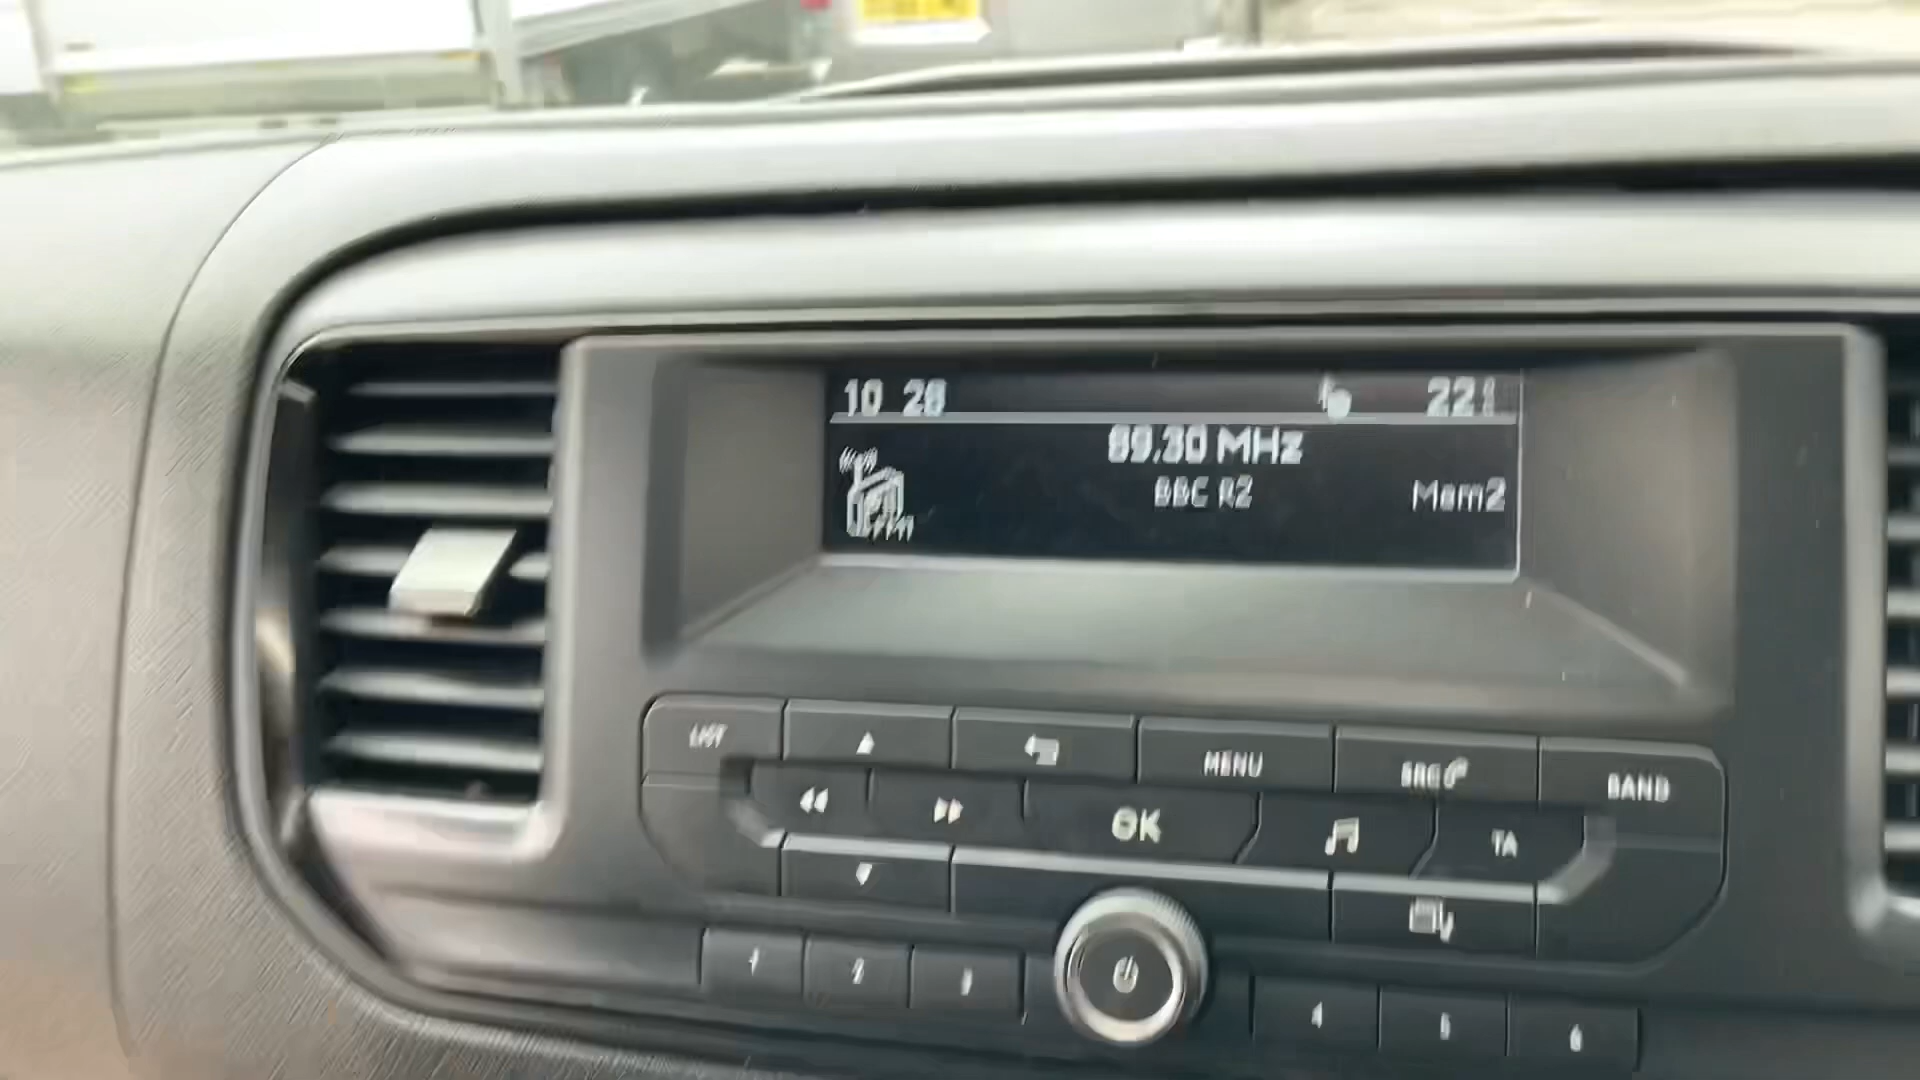 10 28 22
89.30 MHz
BBC R2 Mem2
LIST MENU SRC BAND
OK TA
1 2 3 4 5 6